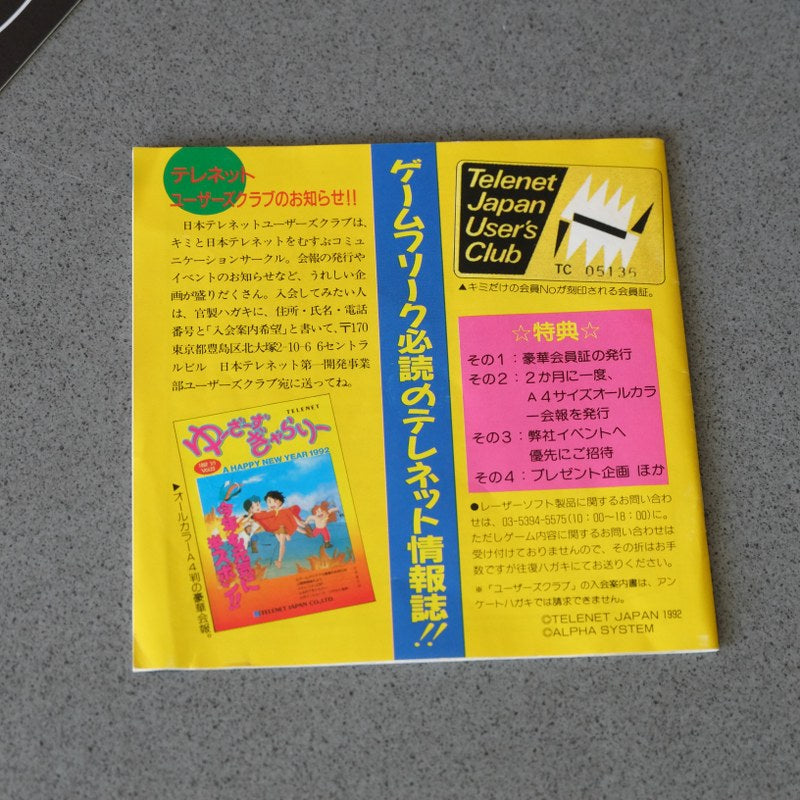 テレネット
ユーザーズクラブのお知らせ!!
日本テレネットユーザーズクラブは、
キミと日本テレネットをむすぶコミュ
ニケーションサークル。会報の発行や
イベントのお知らせなど、うれしい企
画が盛りだくさん。入会してみたい人
は、官製ハガキに、住所・氏名・電話
番号と「入会案内希望」と書いて、〒170
東京都豊島区北大塚2-10-6 6セントラ
ルビル 日本テレネット第一開発事業
部ユーザーズクラブ宛に送ってね。
TELENET
ゆーざーずぎゃらりー
A HAPPY NEW YEAR 1992
TELENET JAPAN CO.,LTD.
▶オールカラーA4判の豪華会報。
ゲームフリーク必読のテレネット情報誌!!
Telenet
Japan
User's
Club
TC 05136
▲キミだけの会員Noが刻印される会員証。
☆特典☆
その1:豪華会員証の発行
その2:2か月に一度、
A4サイズオールカラ
ー会報を発行
その3:弊社イベントへ
優先にご招待
その4:プレゼント企画 ほか
●レーザーソフト製品に関するお問い合わ
せは、03-5394-5575(10:00〜18:00)に。
ただしゲーム内容に関するお問い合わせは
受け付けておりませんので、その折はお手
数ですが往復ハガキにてお送りください。
※「ユーザーズクラブ」の入会案内書は、アン
ケートハガキでは請求できません。
©TELENET JAPAN 1992
©ALPHA SYSTEM